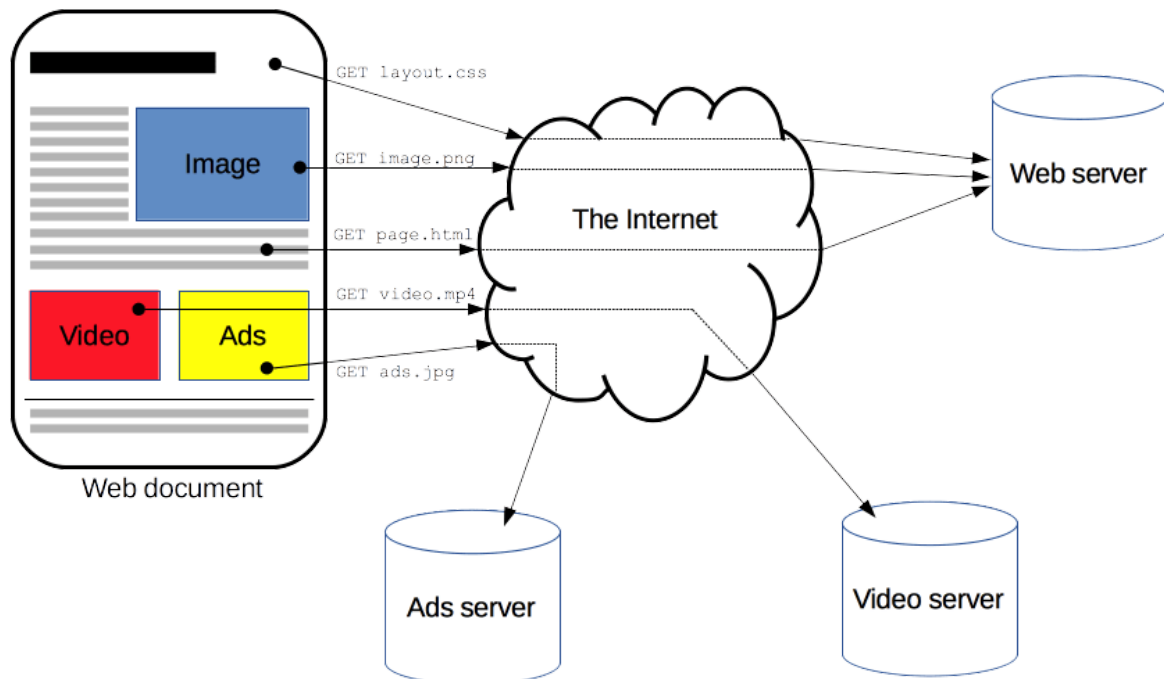 GET layout.css
Image
GET image.png
Web server
The Internet
GET page.html
GET video.mp4
Video
Ads
GET ads.jpg
Web document
Ads server
Video server